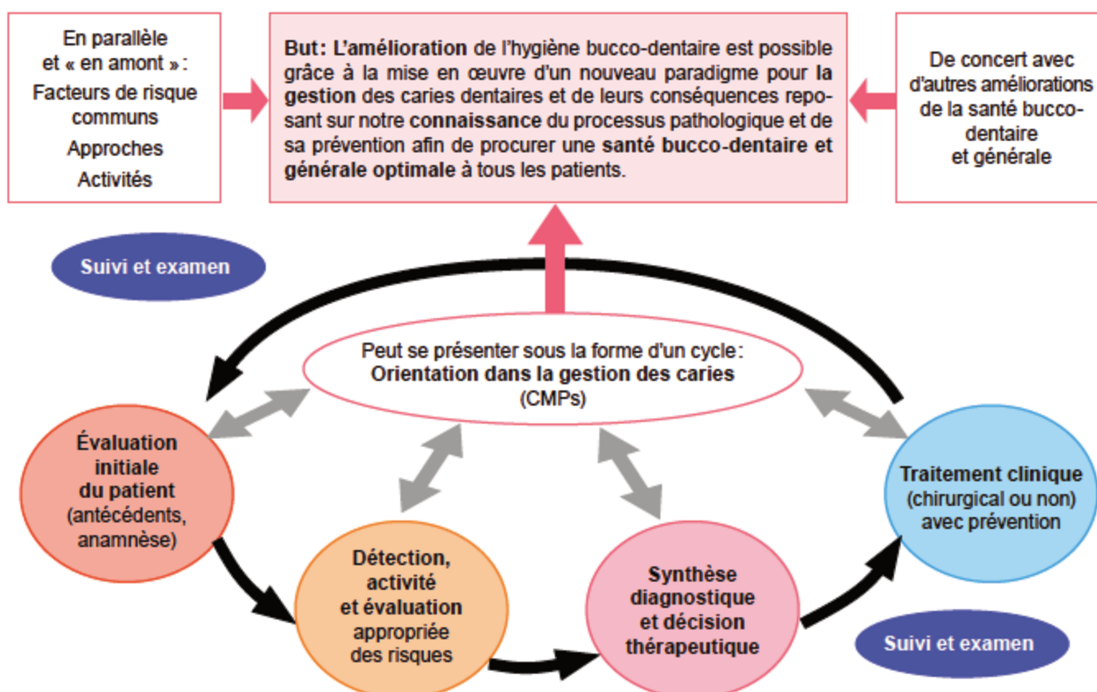 En parallèle
et « en amont » :
Facteurs de risque
communs
Approches
Activités
But : L’amélioration de l’hygiène bucco-dentaire est possible
grâce à la mise en œuvre d’un nouveau paradigme pour la
gestion des caries dentaires et de leurs conséquences repo-
sant sur notre connaissance du processus pathologique et de
sa prévention afin de procurer une santé bucco-dentaire et
générale optimale à tous les patients.
De concert avec
d'autres améliorations
de la santé bucco-
dentaire
et générale
Suivi et examen
Peut se présenter sous la forme d'un cycle :
Orientation dans la gestion des caries
(CMPs)
Évaluation
initiale
du patient
(antécédents,
anamnèse)
Détection,
activité
et évaluation
appropriée
des risques
Synthèse
diagnostique
et décision
thérapeutique
Traitement clinique
(chirurgical ou non)
avec prévention
Suivi et examen